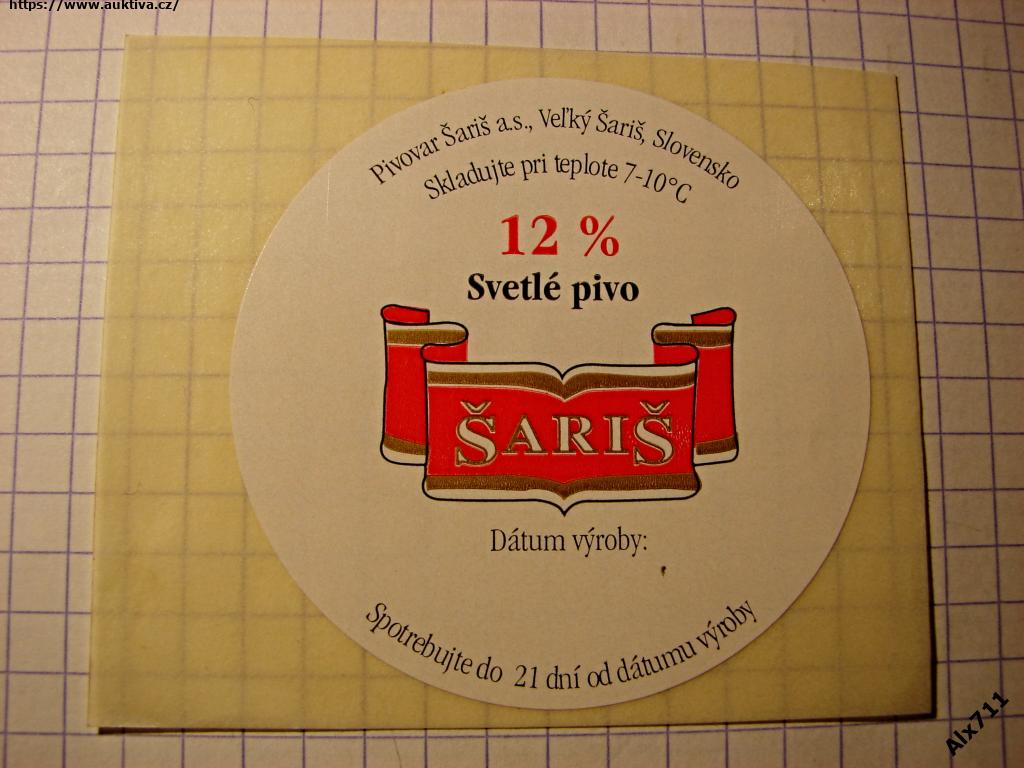 https://www.auktiva.cz/
Pivovar Šariš a.s., Veľký Šariš, Slovensko
Skladujte pri teplote 7-10°C
12 %
Svetlé pivo
ŠARIŠ
Dátum výroby:
Spotrebujte do 21 dní od dátumu výroby
Alx711